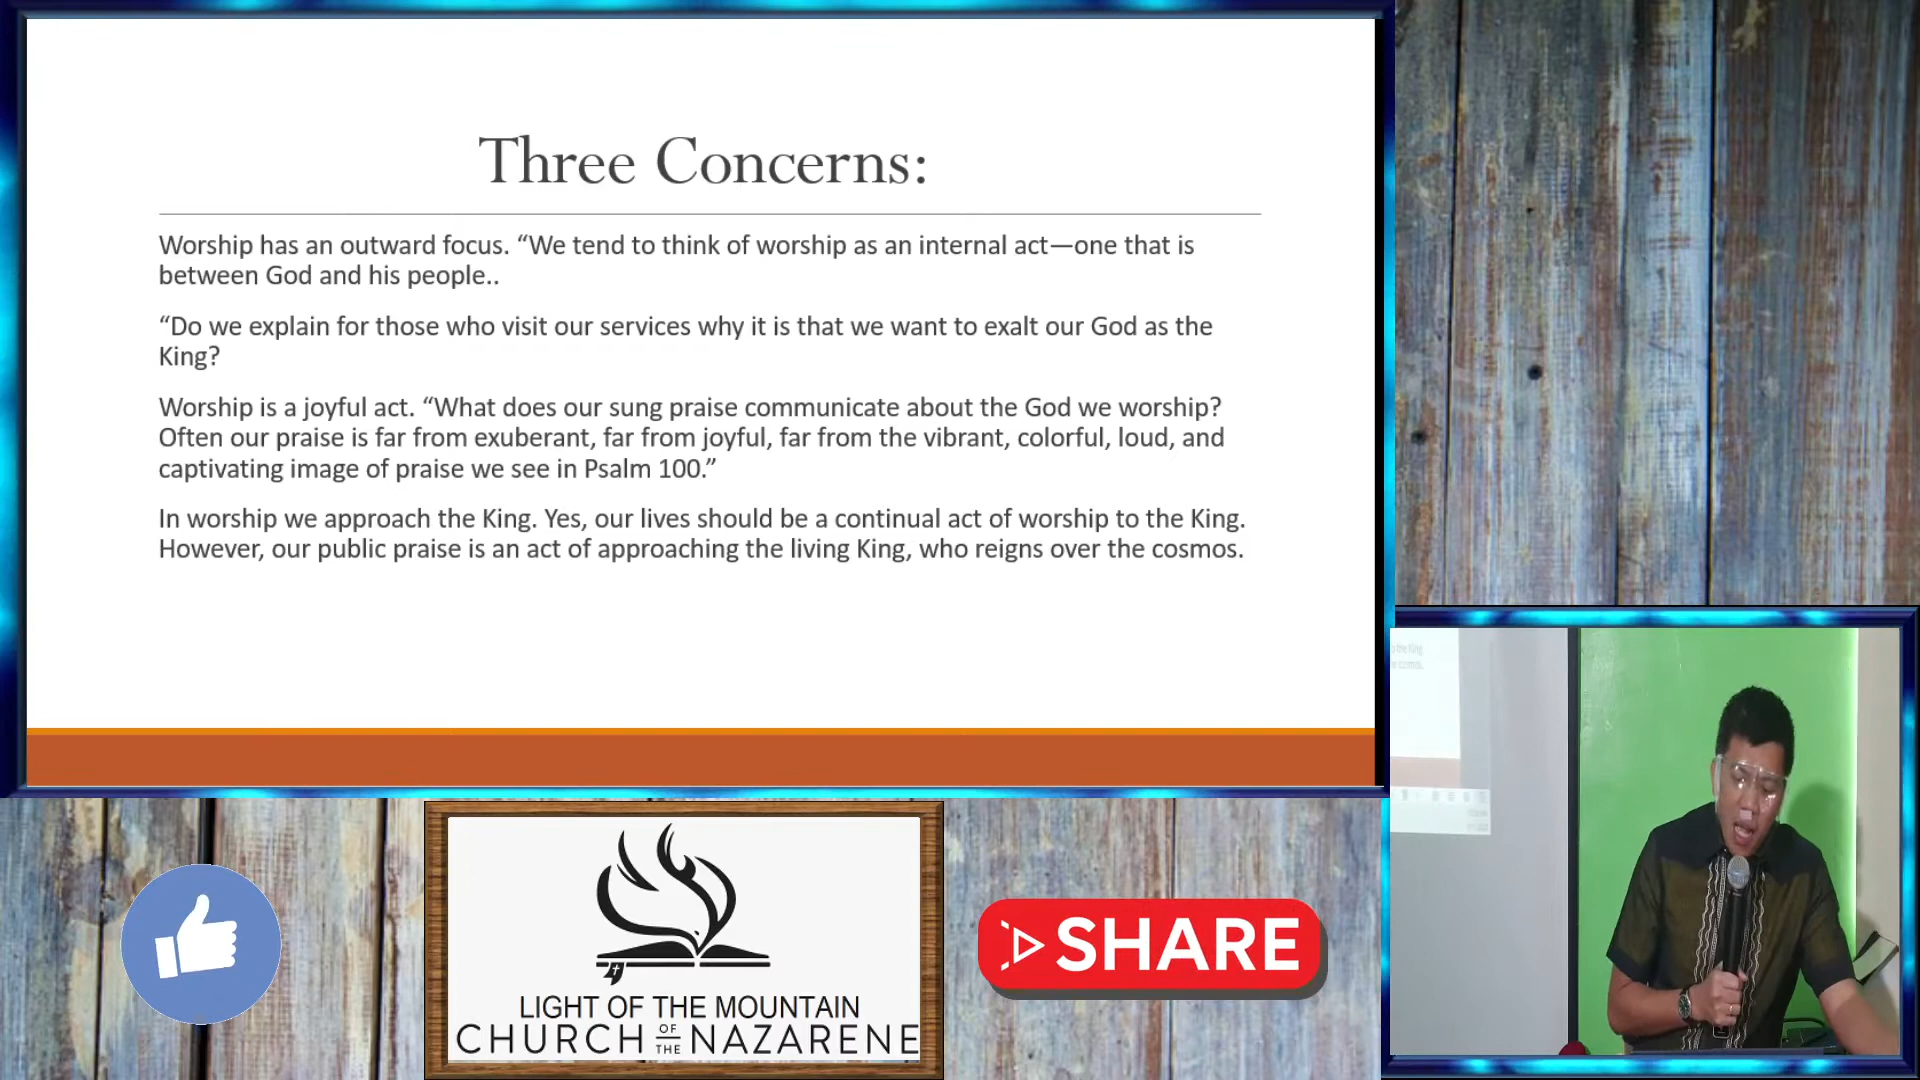 Three Concerns:
Worship has an outward focus. “We tend to think of worship as an internal act—one that is
between God and his people..
“Do we explain for those who visit our services why it is that we want to exalt our God as the
King?
Worship is a joyful act. “What does our sung praise communicate about the God we worship?
Often our praise is far from exuberant, far from joyful, far from the vibrant, colorful, loud, and
captivating image of praise we see in Psalm 100.”
In worship we approach the King. Yes, our lives should be a continual act of worship to the King.
However, our public praise is an act of approaching the living King, who reigns over the cosmos.
LIGHT OF THE MOUNTAIN
CHURCH OF THE NAZARENE
SHARE